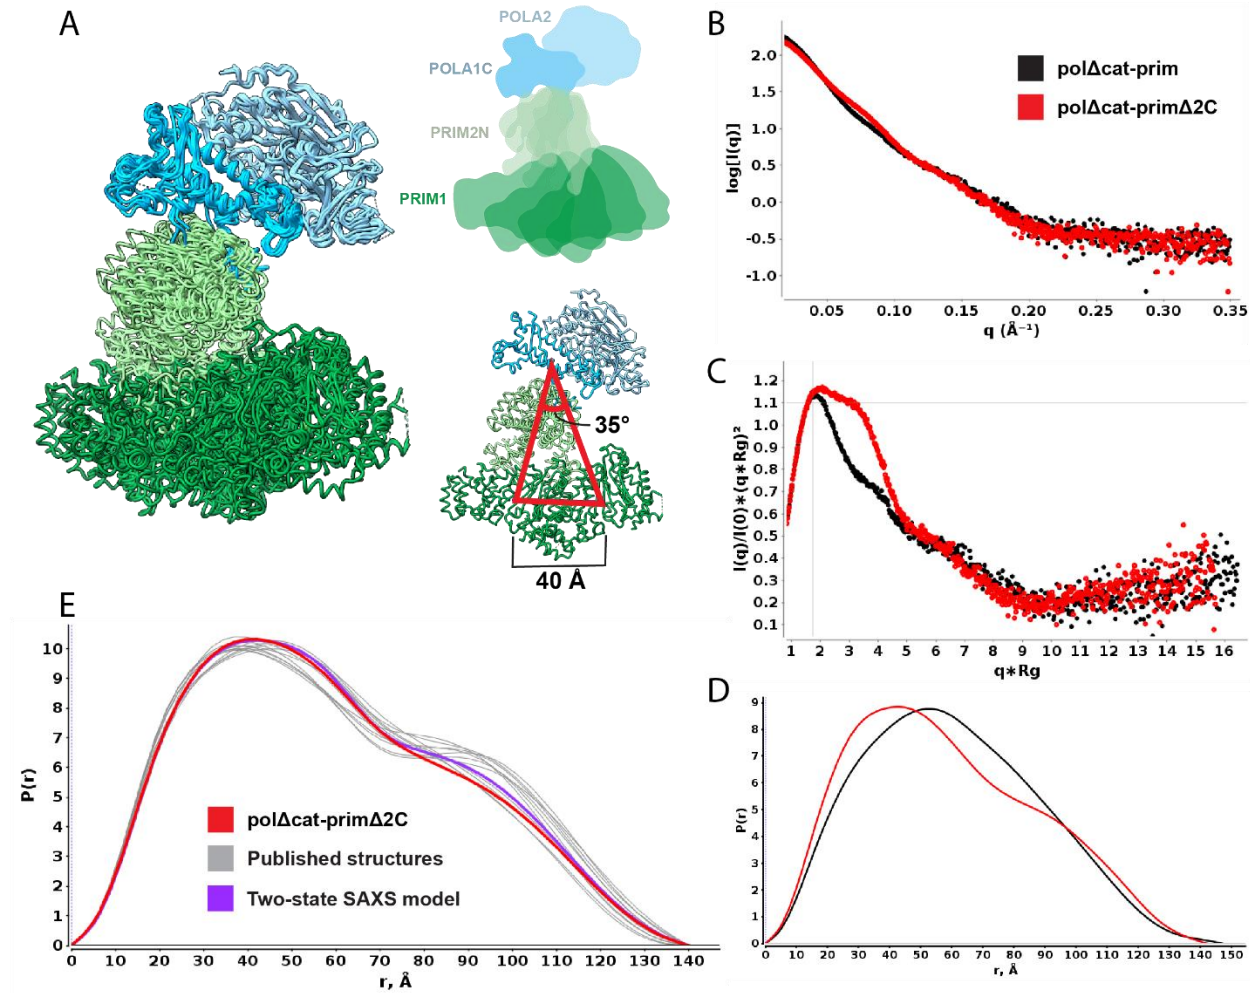 A
POLA2
POLA1C
PRIM2N
PRIM1
35°
40 Å
B
2.0
1.5
1.0
0.5
0.0
-0.5
-1.0
log[I(q)]
0.05 0.10 0.15 0.20 0.25 0.30 0.35
q (Å⁻¹)
polΔcat-prim
polΔcat-primΔ2C
C
1.2
1.1
1.0
0.9
0.8
0.7
0.6
0.5
0.4
0.3
0.2
0.1
I(q)/I(0)*(q*Rg)²
1 2 3 4 5 6 7 8 9 10 11 12 13 14 15 16
q*Rg
E
10
9
8
7
6
5
4
3
2
1
0
P(r)
polΔcat-primΔ2C
Published structures
Two-state SAXS model
0 10 20 30 40 50 60 70 80 90 100 110 120 130 140
r, Å
D
9
8
7
6
5
4
3
2
1
0
P(r)
0 10 20 30 40 50 60 70 80 90 100 110 120 130 140 150
r, Å